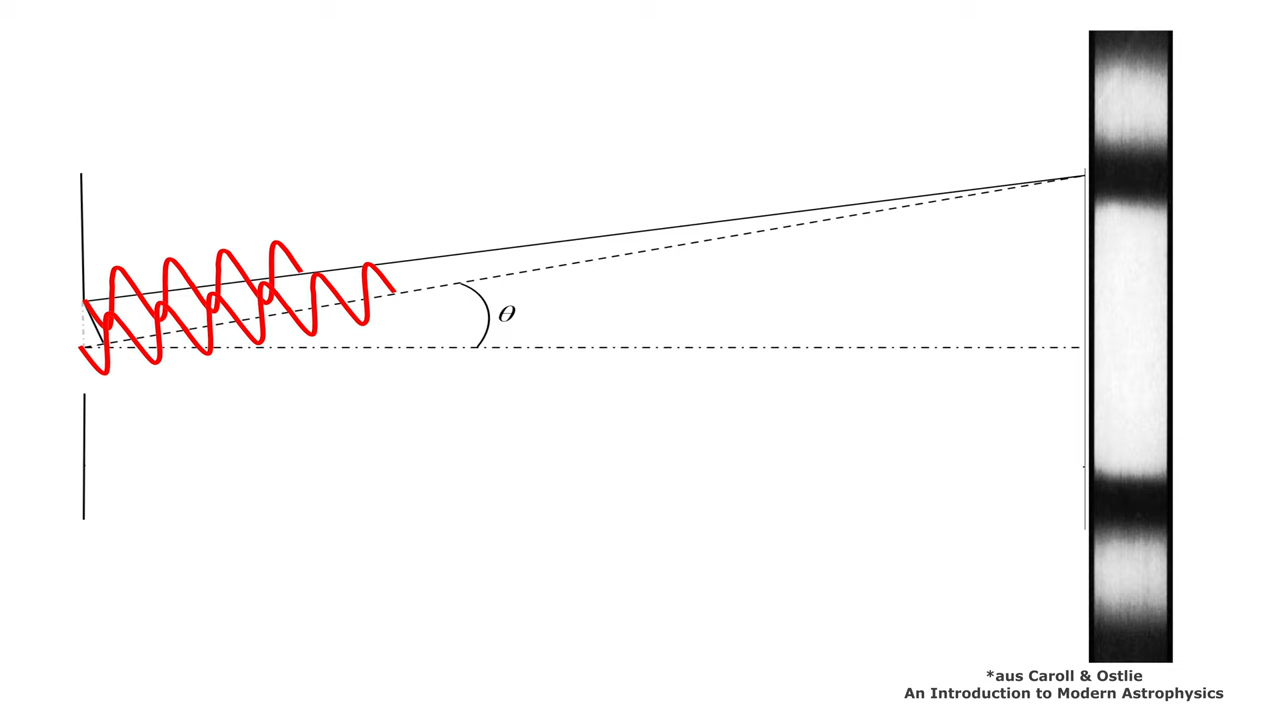 θ
*aus Caroll & Ostlie
An Introduction to Modern Astrophysics